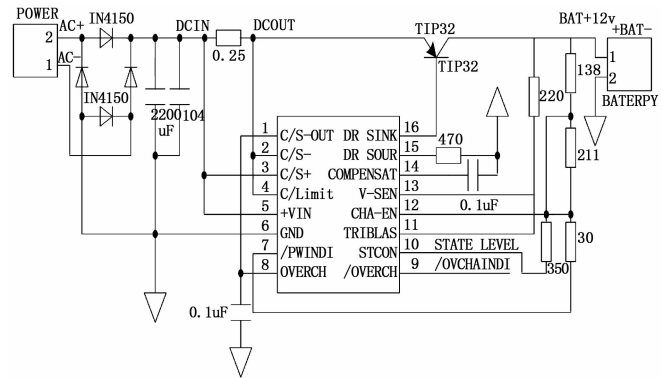 POWER
AC+
IN4150
DCIN
DCOUT
TIP32
BAT+12v
+BAT-
2
AC-
1
0.25
TIP32
1
2
138
BATERPY
IN4150
2200
uF
104
220
1 C/S-OUT DR SINK 16
2 C/S- DR SOUR 15
470
3 C/S+ COMPENSAT 14
211
4 C/Limit V-SEN 13
0.1uF
5 +VIN CHA-EN 12
6 GND TRIBLAS 11
30
7 /PWINDI STCON 10 STATE LEVEL
8 OVERCH /OVERCH 9 /OVCHAINDI
350
0.1uF